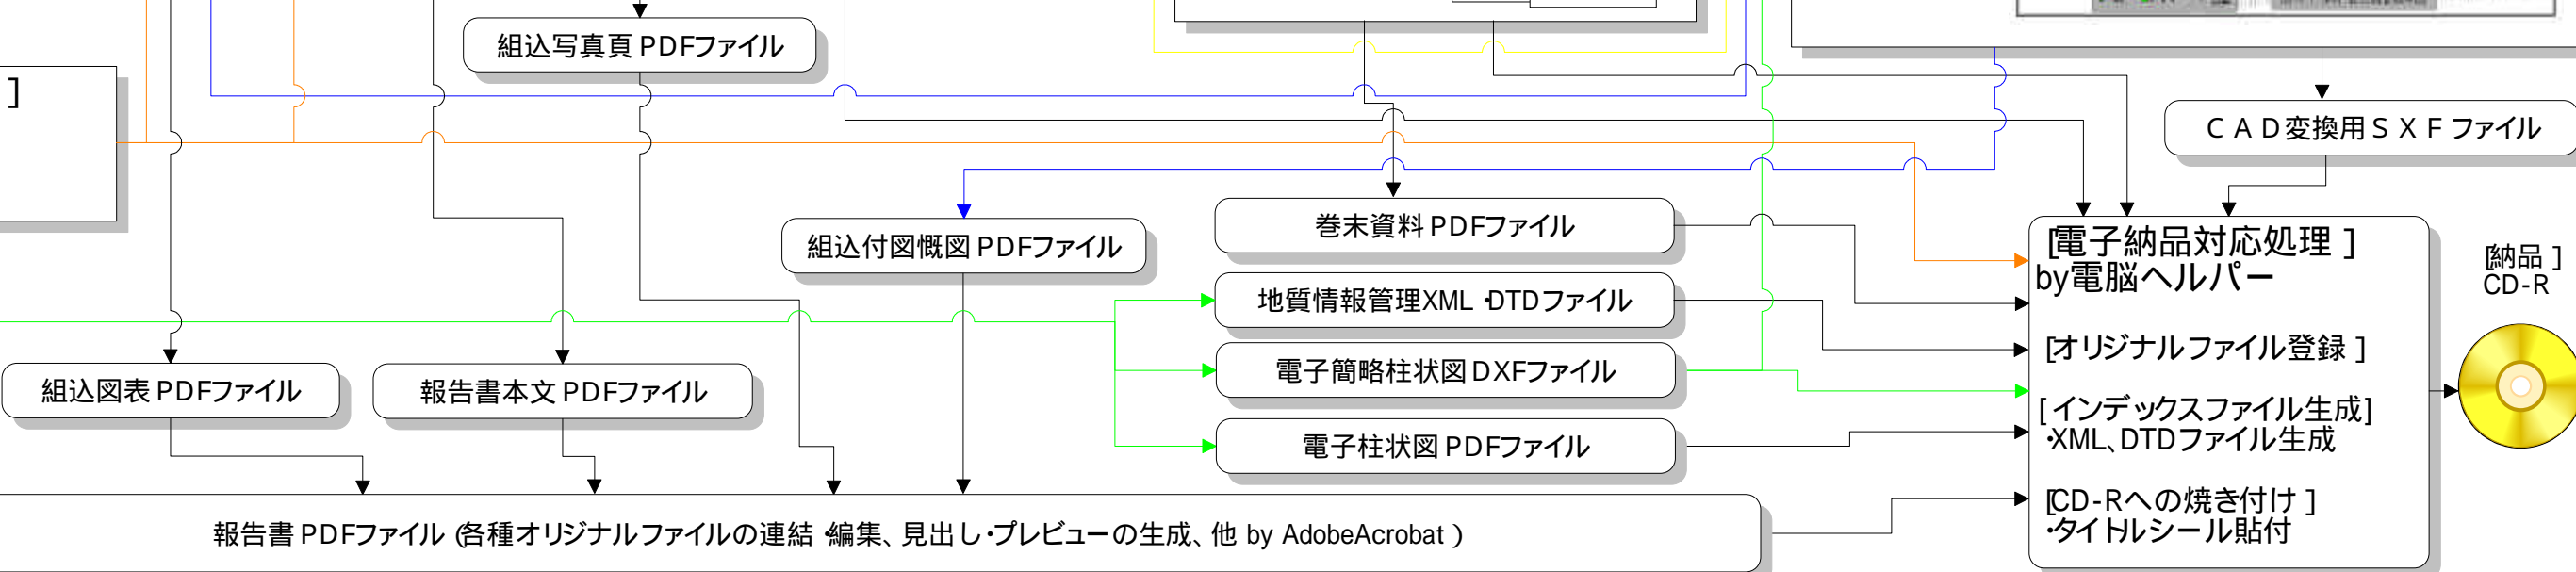 組込写真頁 PDFファイル
]
ＣＡＤ変換用ＳＸＦファイル
巻末資料 PDFファイル
組込付図慨図 PDFファイル
[電子納品対応処理 ]
by電脳ヘルパー
[納品 ]
CD-R
地質情報管理XML ・DTDファイル
[オリジナルファイル登録 ]
電子簡略柱状図 DXFファイル
組込図表 PDFファイル
報告書本文 PDFファイル
[ インデックスファイル生成]
・XML、DTDファイル生成
電子柱状図 PDFファイル
[CD-Rへの焼き付け ]
・タイトルシール貼付
報告書 PDFファイル (各種オリジナルファイルの連結 ・編集、見出し・プレビューの生成、他 by AdobeAcrobat )